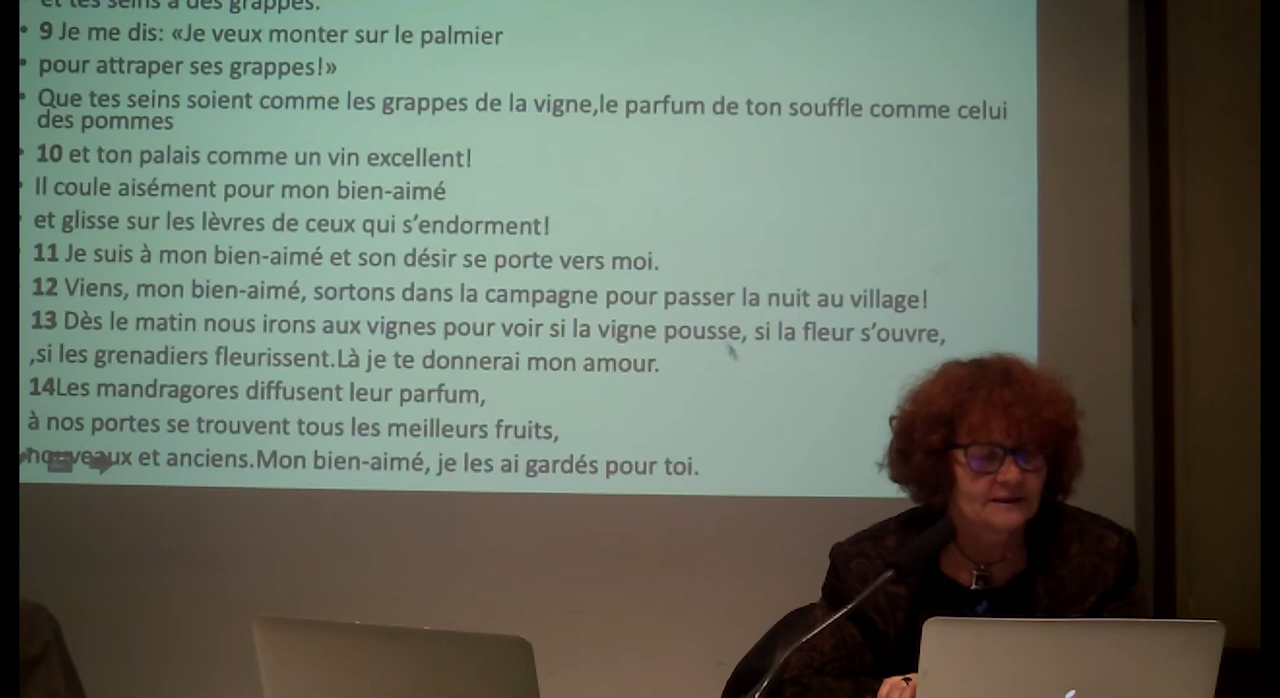 et tes seins à des grappes.
• 9 Je me dis: «Je veux monter sur le palmier
• pour attraper ses grappes!»
• Que tes seins soient comme les grappes de la vigne,le parfum de ton souffle comme celui
des pommes
• 10 et ton palais comme un vin excellent!
• Il coule aisément pour mon bien-aimé
• et glisse sur les lèvres de ceux qui s’endorment!
11 Je suis à mon bien-aimé et son désir se porte vers moi.
12 Viens, mon bien-aimé, sortons dans la campagne pour passer la nuit au village!
13 Dès le matin nous irons aux vignes pour voir si la vigne pousse, si la fleur s’ouvre,
,si les grenadiers fleurissent.Là je te donnerai mon amour.
14Les mandragores diffusent leur parfum,
à nos portes se trouvent tous les meilleurs fruits,
nouveaux et anciens.Mon bien-aimé, je les ai gardés pour toi.